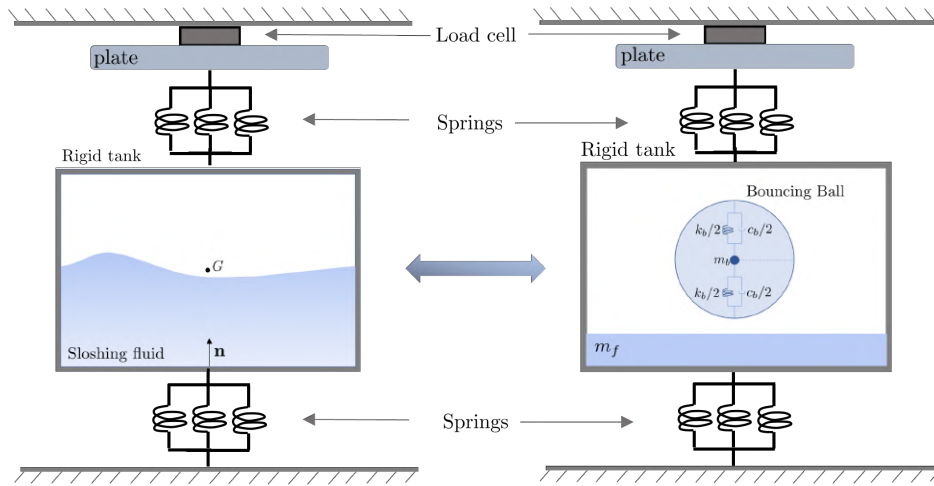 Load cell
plate
plate
Springs
Rigid tank
Rigid tank
Bouncing Ball
k_b/2 c_b/2
G
m_b
k_b/2 c_b/2
Sloshing fluid
n
m_f
Springs